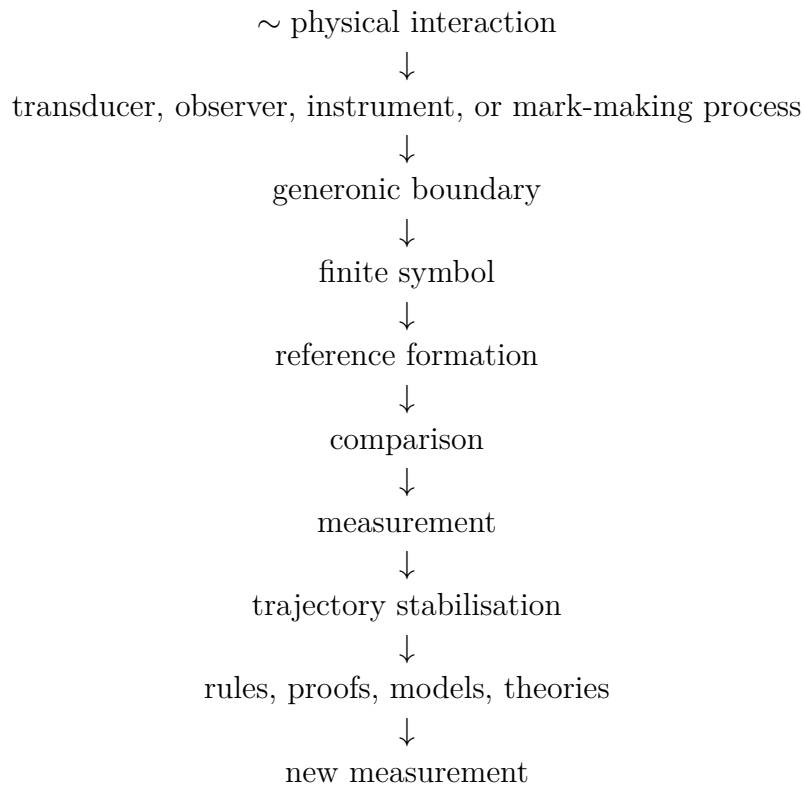 ∼ physical interaction
↓
transducer, observer, instrument, or mark-making process
↓
generonic boundary
↓
finite symbol
↓
reference formation
↓
comparison
↓
measurement
↓
trajectory stabilisation
↓
rules, proofs, models, theories
↓
new measurement